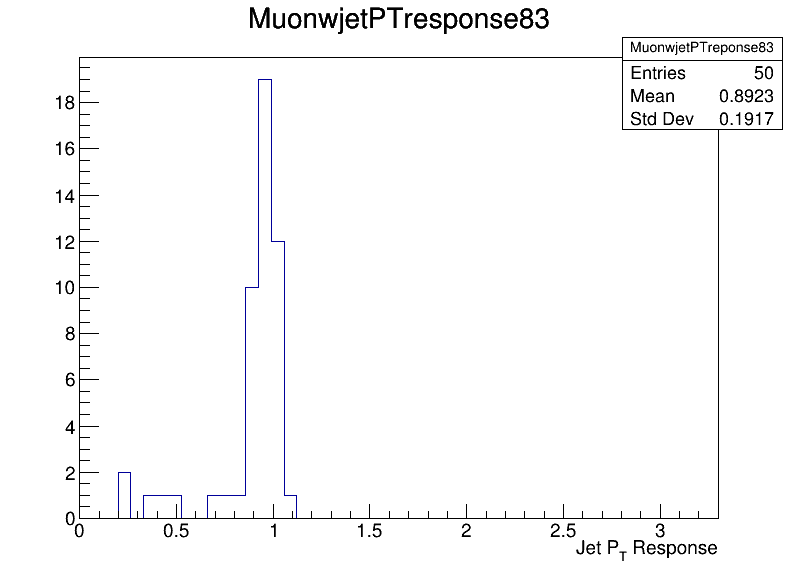 MuonwjetPTresponse83
MuonwjetPTreponse83
Entries 50
Mean 0.8923
Std Dev 0.1917
18
16
14
12
10
8
6
4
2
0
0 0.5 1 1.5 2 2.5 3
Jet P_T Response